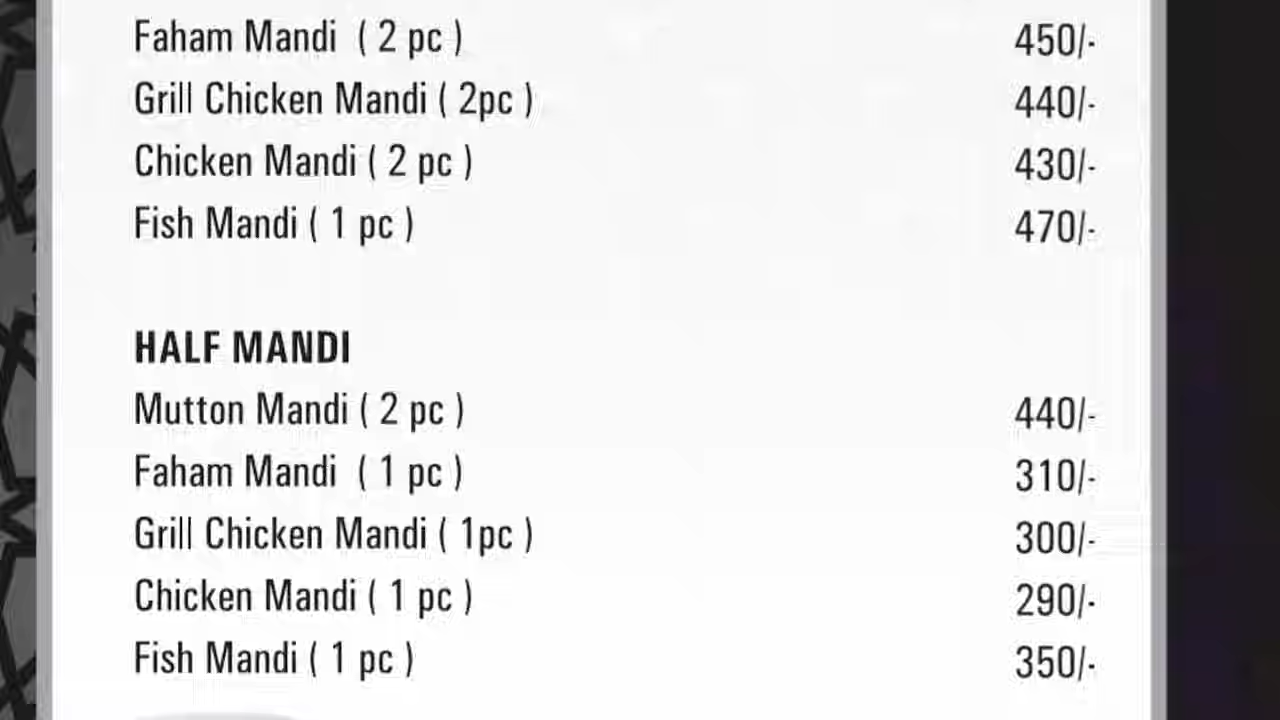 Faham Mandi ( 2 pc ) 450/-
Grill Chicken Mandi ( 2pc ) 440/-
Chicken Mandi ( 2 pc ) 430/-
Fish Mandi ( 1 pc ) 470/-
HALF MANDI
Mutton Mandi ( 2 pc ) 440/-
Faham Mandi ( 1 pc ) 310/-
Grill Chicken Mandi ( 1pc ) 300/-
Chicken Mandi ( 1 pc ) 290/-
Fish Mandi ( 1 pc ) 350/-